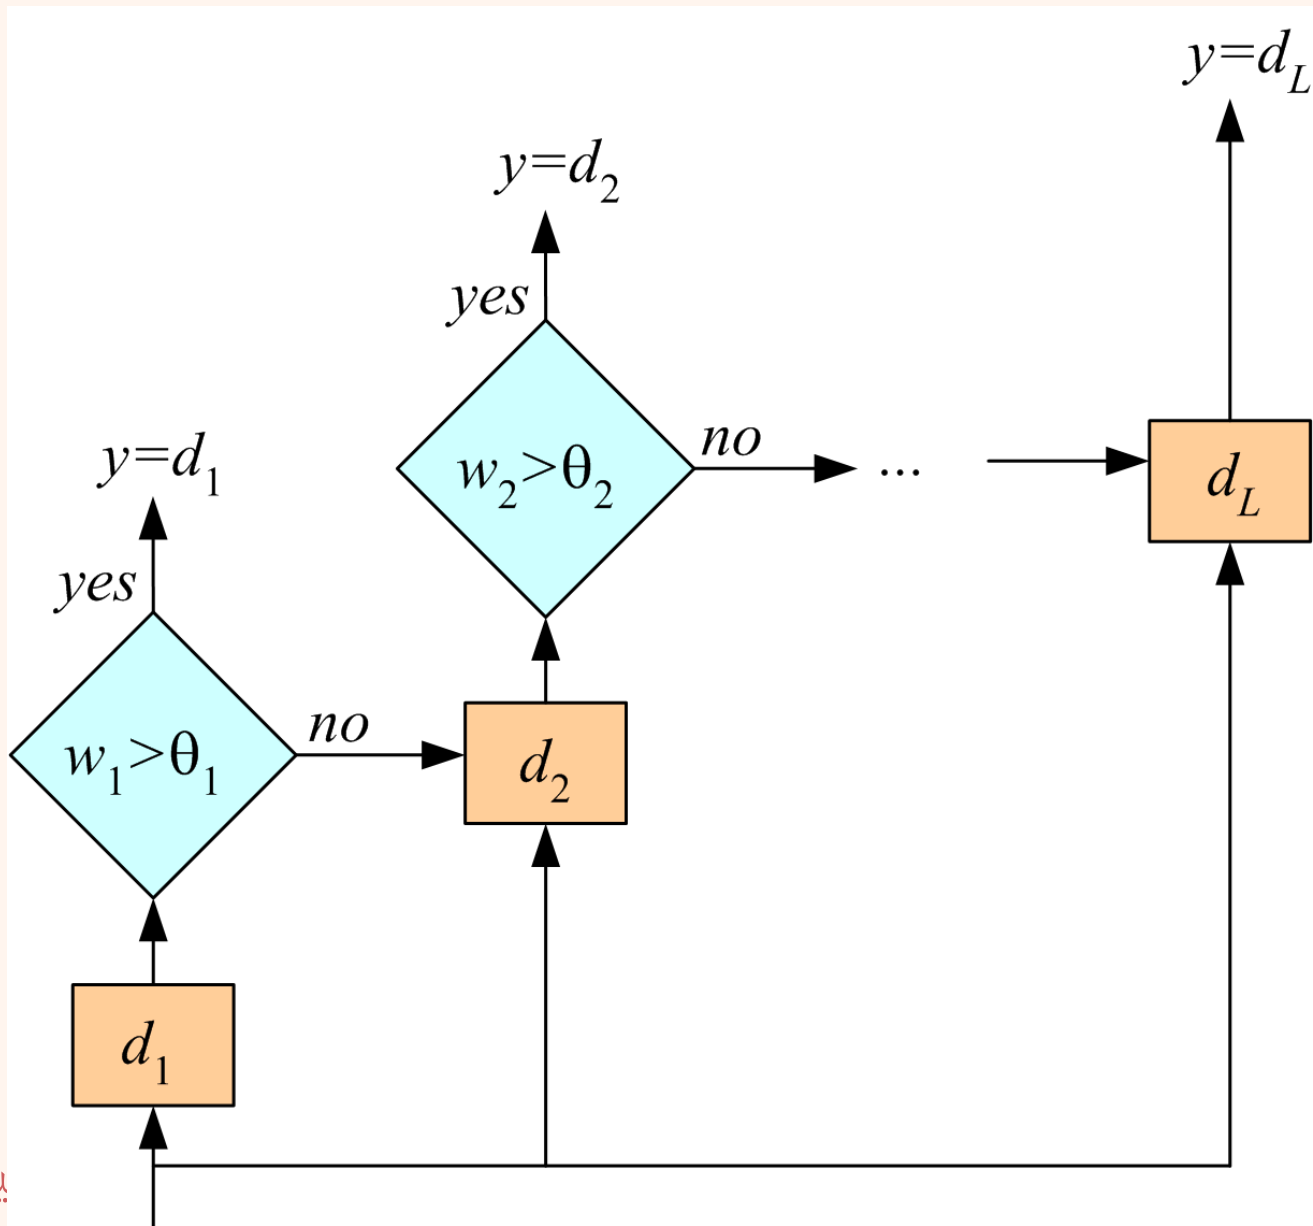 y=d_L
y=d_2
yes
w_2>θ_2
no
...
d_L
y=d_1
yes
w_1>θ_1
no
d_2
d_1